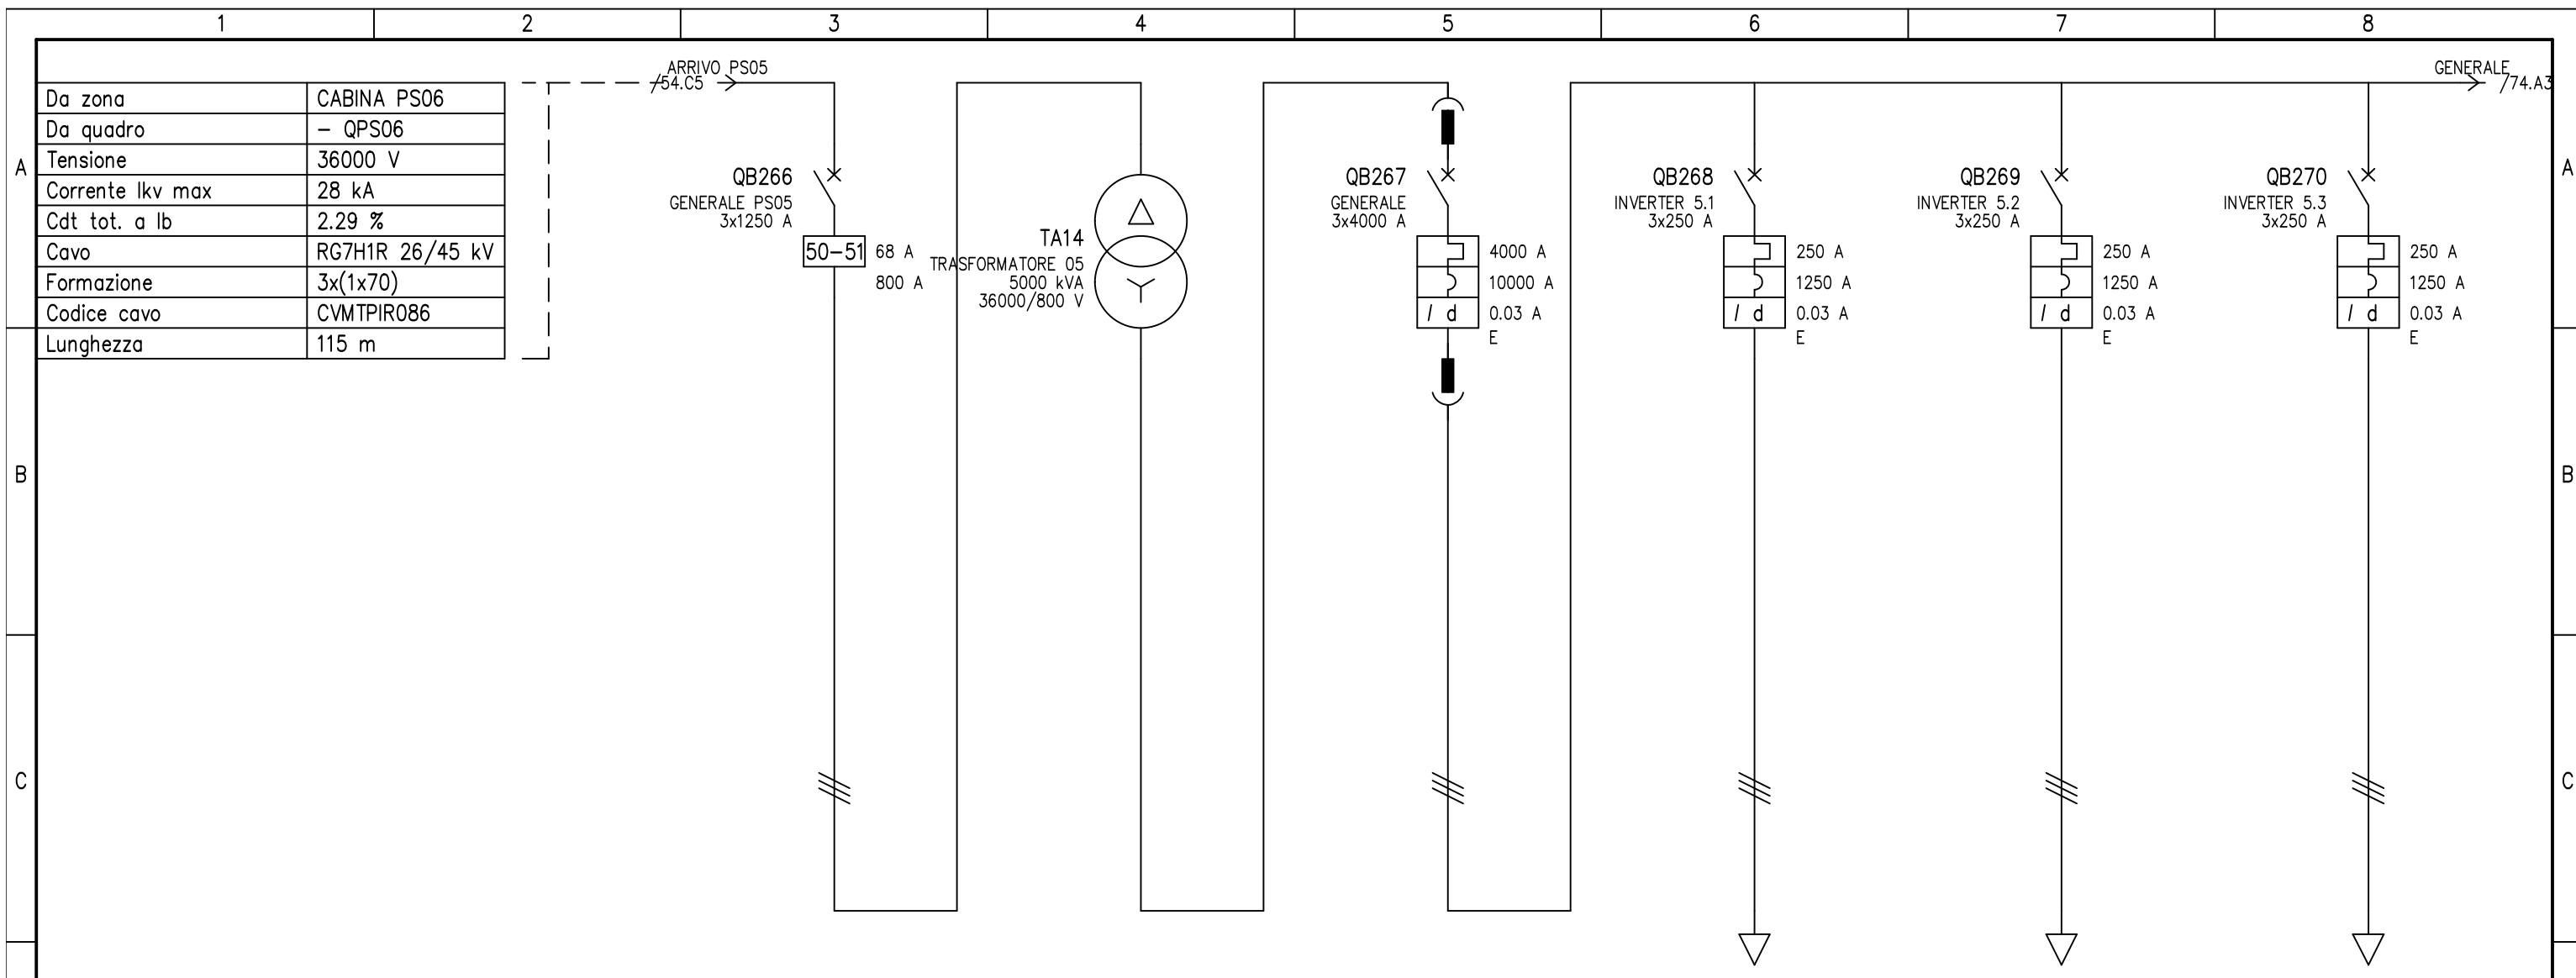 1 2 3 4 5 6 7 8
ARRIVO PS05
/54.C5
GENERALE
/74.A3
Da zona CABINA PS06
Da quadro - QPS06
Tensione 36000 V
Corrente Ikv max 28 kA
Cdt tot. a Ib 2.29 %
Cavo RG7H1R 26/45 kV
Formazione 3x(1x70)
Codice cavo CVMTPIR086
Lunghezza 115 m
A
QB266
GENERALE PS05
3x1250 A
50-51 68 A
800 A
TA14
TRASFORMATORE 05
5000 kVA
36000/800 V
QB267
GENERALE
3x4000 A
4000 A
10000 A
I d 0.03 A
E
QB268
INVERTER 5.1
3x250 A
250 A
1250 A
I d 0.03 A
E
QB269
INVERTER 5.2
3x250 A
250 A
1250 A
I d 0.03 A
E
QB270
INVERTER 5.3
3x250 A
250 A
1250 A
I d 0.03 A
E
A
B
B
C
C